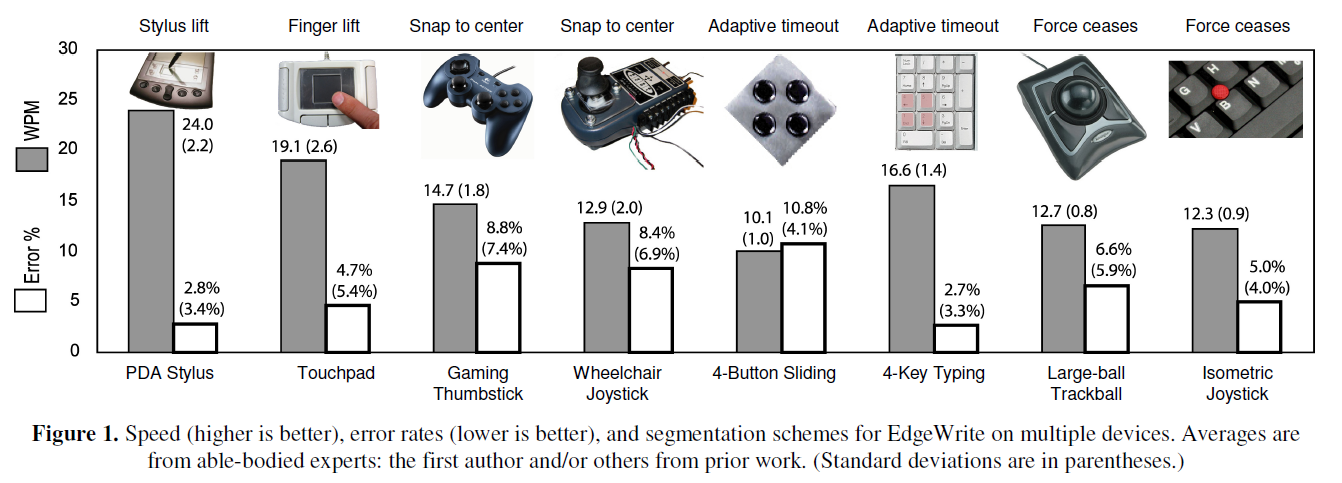 Stylus lift Finger lift Snap to center Snap to center Adaptive timeout Adaptive timeout Force ceases Force ceases
30
25
20
15
10
5
0
WPM
Error %
24.0
(2.2)
2.8%
(3.4%)
19.1 (2.6)
4.7%
(5.4%)
14.7 (1.8)
8.8%
(7.4%)
12.9 (2.0)
8.4%
(6.9%)
10.1
(1.0)
10.8%
(4.1%)
16.6 (1.4)
2.7%
(3.3%)
12.7 (0.8)
6.6%
(5.9%)
12.3 (0.9)
5.0%
(4.0%)
G
H
V
B
N
PDA Stylus
Touchpad
Gaming
Thumbstick
Wheelchair
Joystick
4-Button Sliding
4-Key Typing
Large-ball
Trackball
Isometric
Joystick
Figure 1. Speed (higher is better), error rates (lower is better), and segmentation schemes for EdgeWrite on multiple devices. Averages are
from able-bodied experts: the first author and/or others from prior work. (Standard deviations are in parentheses.)